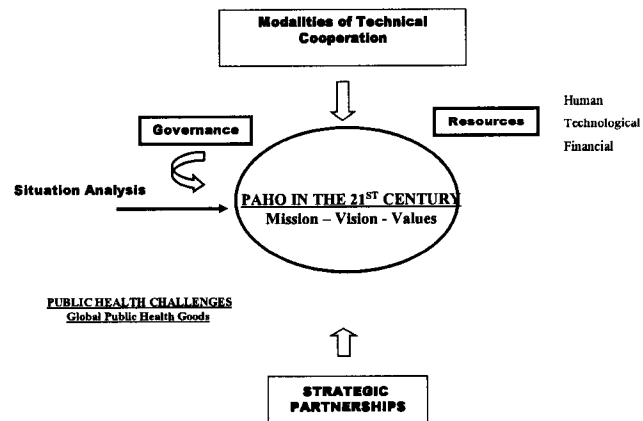 Modalities of Technical
Cooperation
Human
Technological
Financial
Resources
Governance
Situation Analysis
PAHO IN THE 21ST CENTURY
Mission – Vision - Values
PUBLIC HEALTH CHALLENGES
Global Public Health Goods
STRATEGIC
PARTNERSHIPS